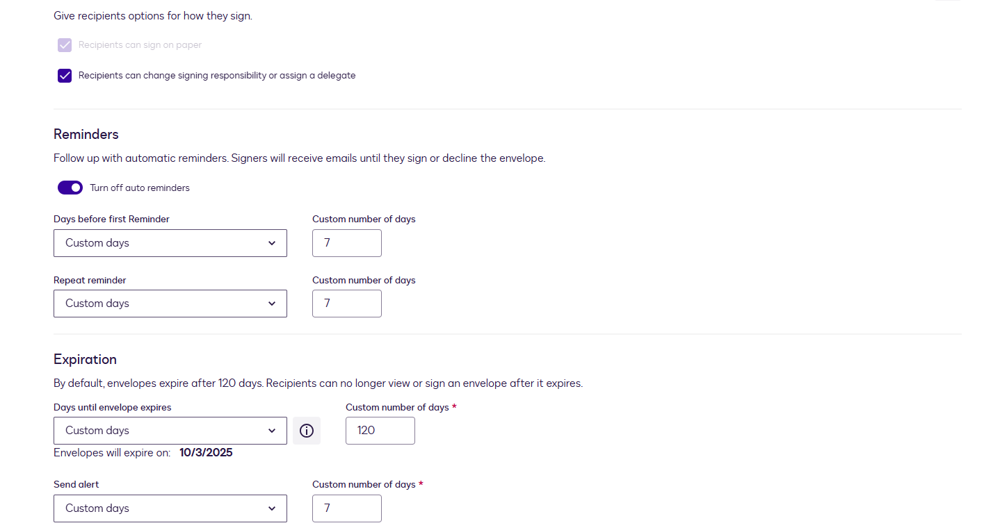 Give recipients options for how they sign.
Recipients can sign on paper
Recipients can change signing responsibility or assign a delegate
Reminders
Follow up with automatic reminders. Signers will receive emails until they sign or decline the envelope.
Turn off auto reminders
Days before first Reminder Custom number of days
Custom days 7
Repeat reminder Custom number of days
Custom days 7
Expiration
By default, envelopes expire after 120 days. Recipients can no longer view or sign an envelope after it expires.
Days until envelope expires Custom number of days *
Custom days 120
Envelopes will expire on: 10/3/2025
Send alert Custom number of days *
Custom days 7